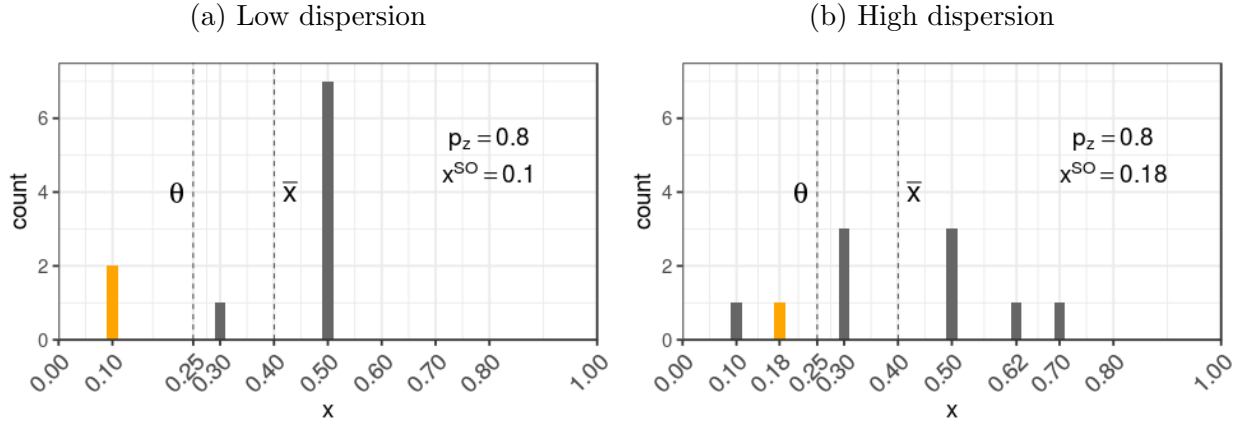 (a) Low dispersion
count
6
4
2
0
p_z = 0.8
x^SO = 0.1
θ
x̅
0.00 0.10 0.25 0.30 0.40 0.50 0.60 0.70 0.80 1.00
x
(b) High dispersion
count
6
4
2
0
p_z = 0.8
x^SO = 0.18
θ
x̅
0.00 0.10 0.18 0.25 0.30 0.40 0.50 0.62 0.70 0.80 1.00
x